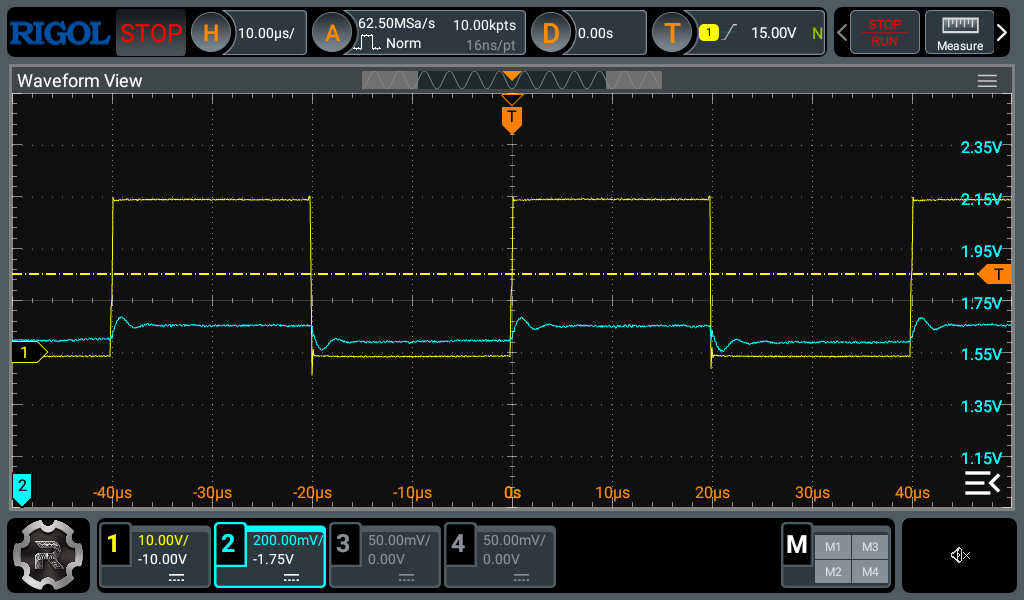 RIGOL STOP H 10.00µs/ A 62.50MSa/s 10.00kpts D 0.00s T 1 15.00V N STOP
Norm 16ns/pt RUN Measure
Waveform View
T
2.35V
2.15V
1.95V
T
1.75V
1 1.55V
1.35V
1.15V
2 -40µs -30µs -20µs -10µs 0s 10µs 20µs 30µs 40µs
1 10.00V/ 2 200.00mV/ 3 50.00mV/ 4 50.00mV/ M M1 M3
-10.00V -1.75V 0.00V 0.00V M2 M4
R